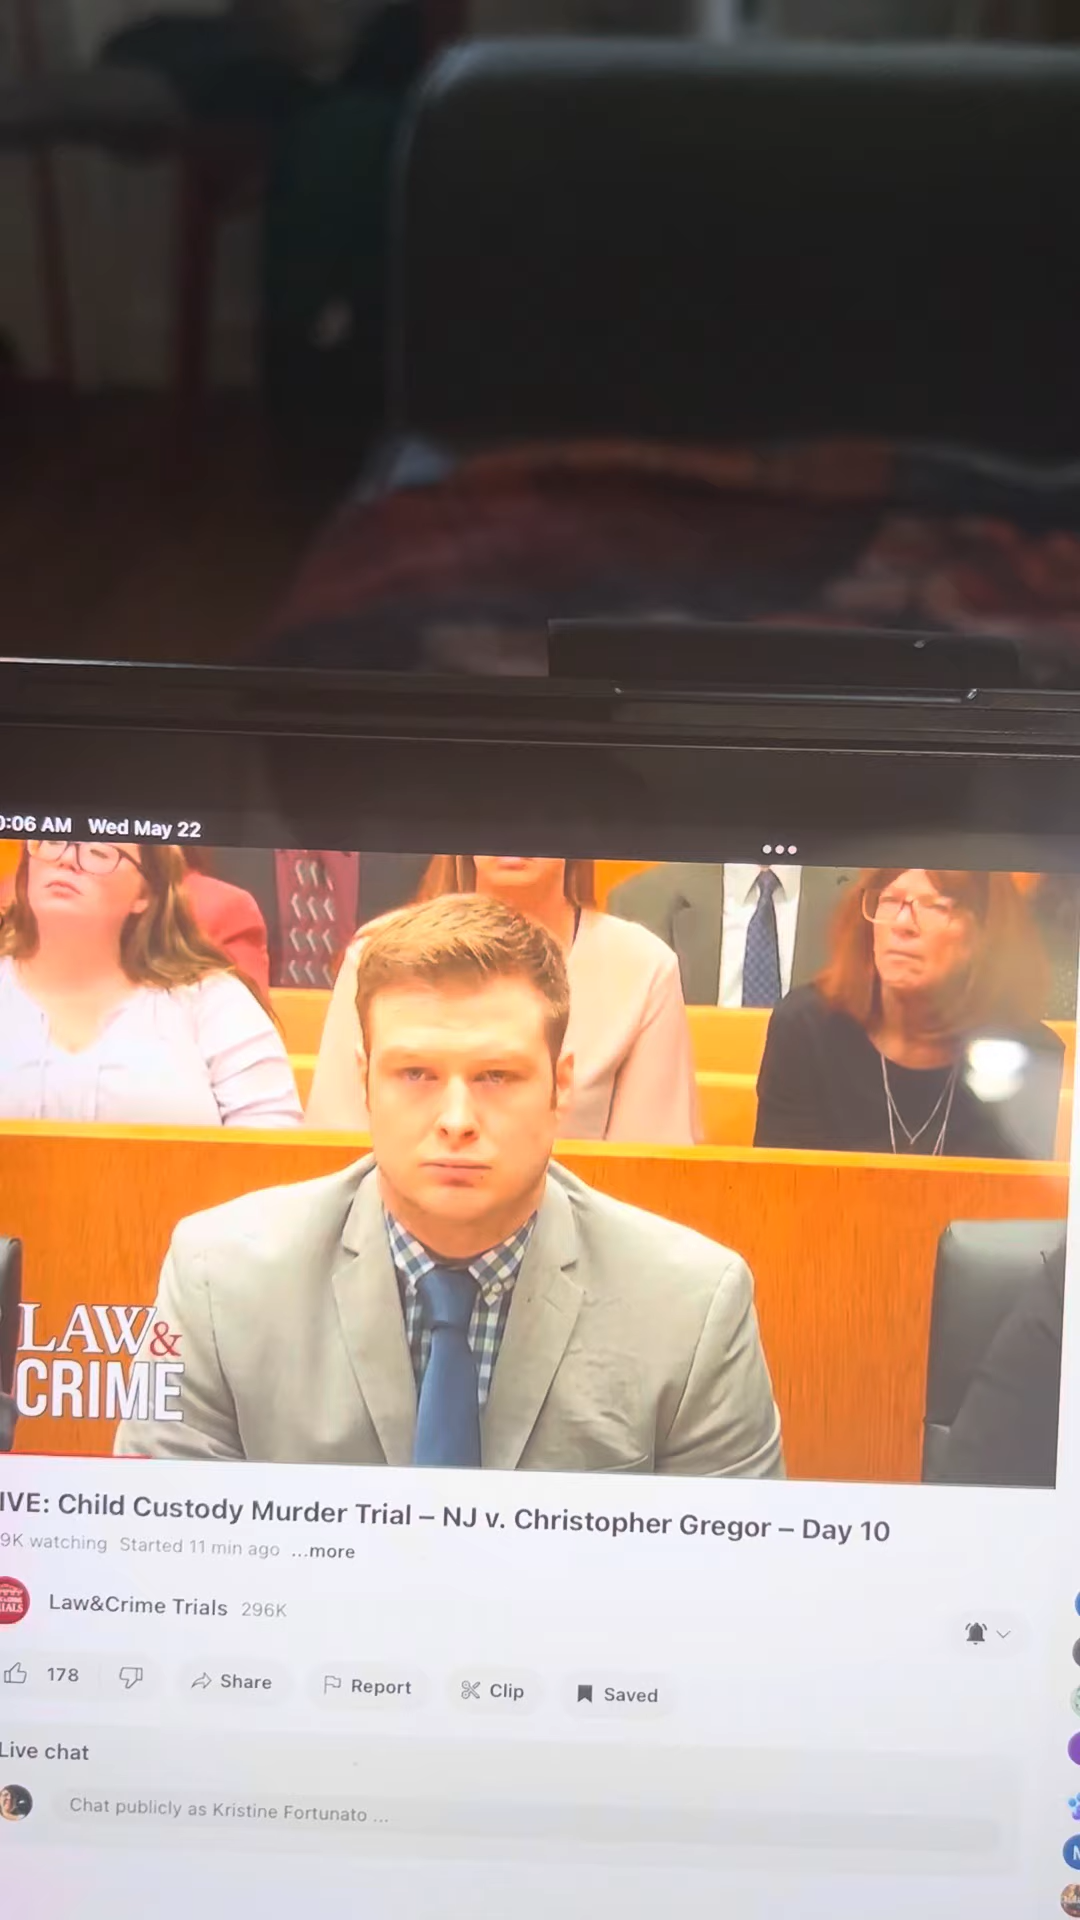 0:06 AM Wed May 22
LAW&
CRIME
IVE: Child Custody Murder Trial – NJ v. Christopher Gregor – Day 10
9K watching Started 11 min ago ...more
Law&Crime Trials 296K
178 Share Report Clip Saved
Live chat
Chat publicly as Kristine Fortunato ...